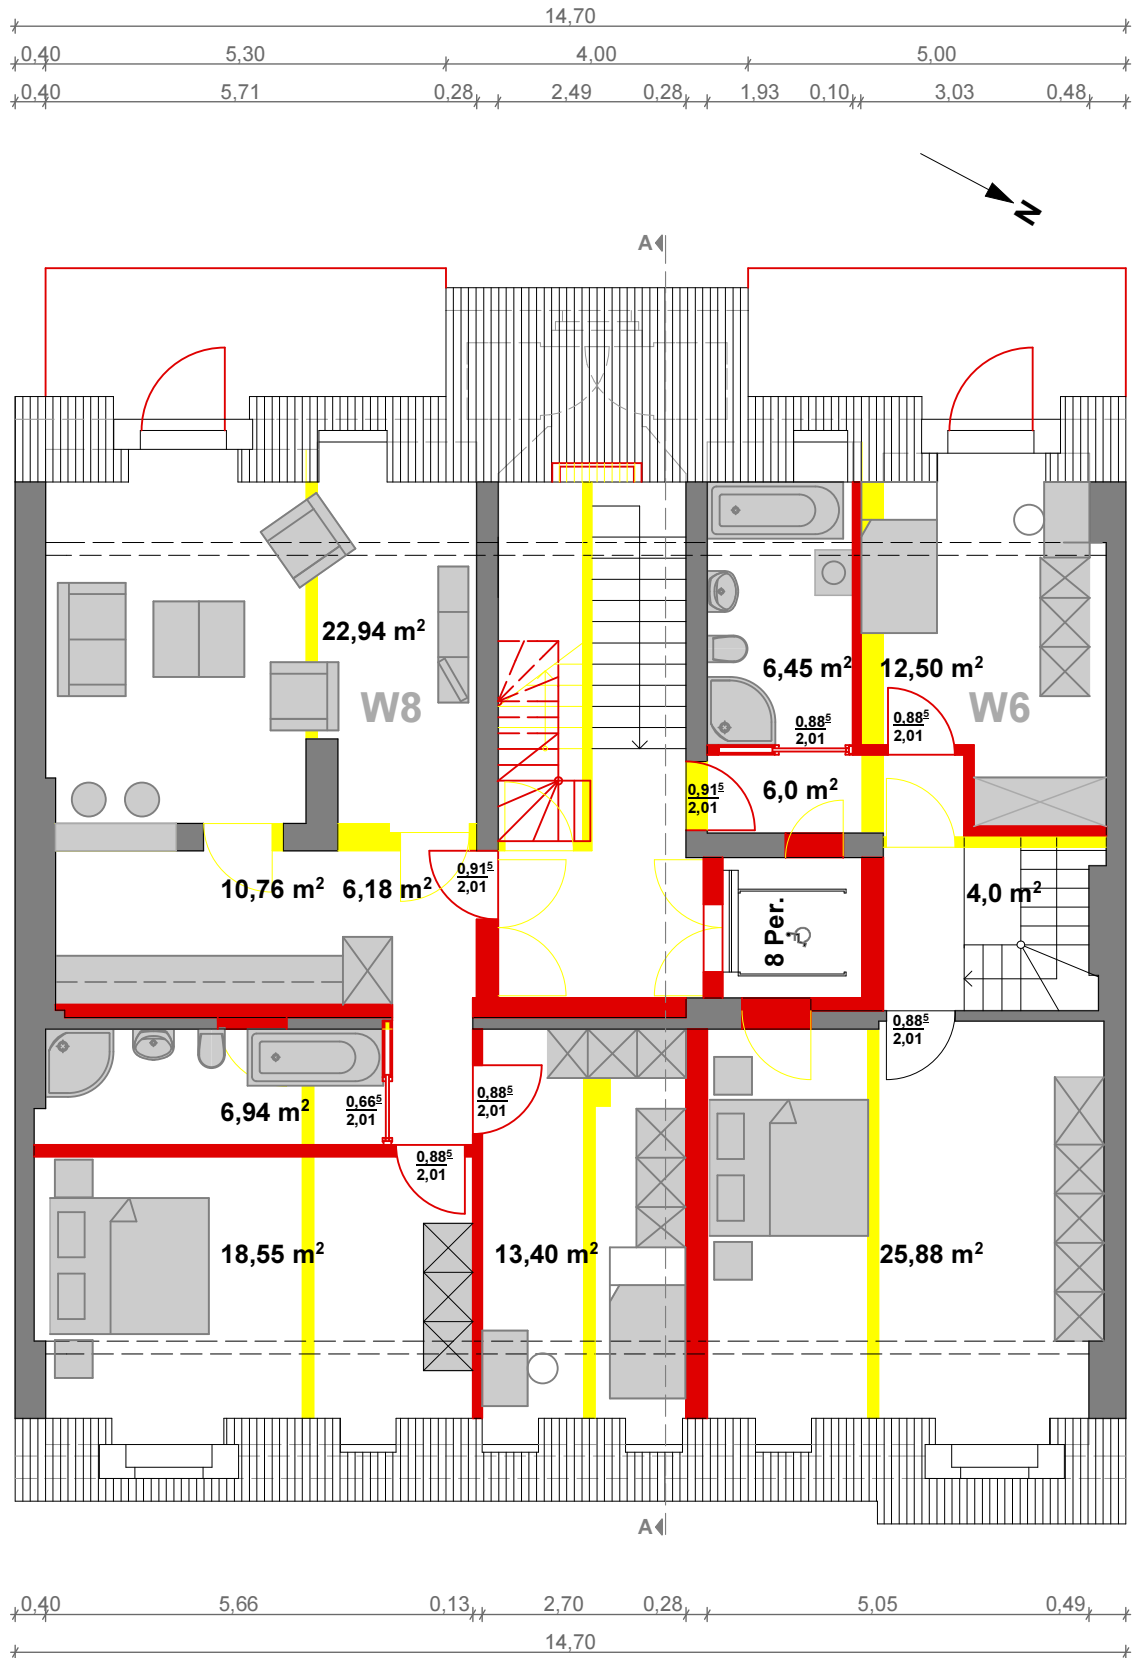 14,70
0,40 5,30 4,00 5,00
0,40 5,71 0,28 2,49 0,28 1,93 0,10 3,03 0,48
N
A
22,94 m²
W8
6,45 m²
12,50 m²
W6
0,88⁵
2,01
0,88⁵
2,01
0,91⁵
2,01
6,0 m²
10,76 m²
6,18 m²
0,91⁵
2,01
8 Per.
4,0 m²
0,88⁵
2,01
6,94 m²
0,66⁵
2,01
0,88⁵
2,01
0,88⁵
2,01
18,55 m²
13,40 m²
25,88 m²
A
0,40 5,66 0,13 2,70 0,28 5,05 0,49
14,70